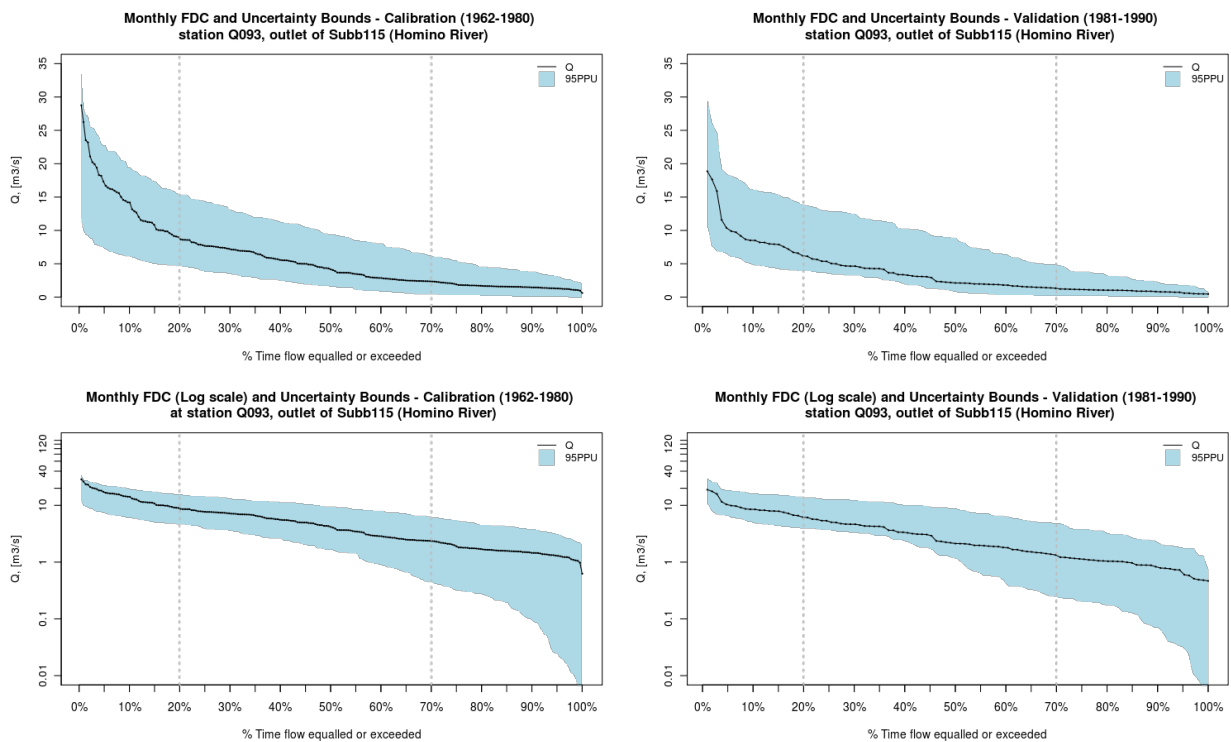 Monthly FDC and Uncertainty Bounds - Calibration (1962-1980)
station Q093, outlet of Subb115 (Homino River)
Q
95PPU
35
30
25
20
15
10
5
0
Q, [m3/s]
0% 10% 20% 30% 40% 50% 60% 70% 80% 90% 100%
% Time flow equalled or exceeded
Monthly FDC and Uncertainty Bounds - Validation (1981-1990)
station Q093, outlet of Subb115 (Homino River)
Q
95PPU
35
30
25
20
15
10
5
0
Q, [m3/s]
0% 10% 20% 30% 40% 50% 60% 70% 80% 90% 100%
% Time flow equalled or exceeded
Monthly FDC (Log scale) and Uncertainty Bounds - Calibration (1962-1980)
at station Q093, outlet of Subb115 (Homino River)
Q
95PPU
120
40
10
1
0.1
0.01
Q, [m3/s]
0% 10% 20% 30% 40% 50% 60% 70% 80% 90% 100%
% Time flow equalled or exceeded
Monthly FDC (Log scale) and Uncertainty Bounds - Validation (1981-1990)
station Q093, outlet of Subb115 (Homino River)
Q
95PPU
120
40
10
1
0.1
0.01
Q, [m3/s]
0% 10% 20% 30% 40% 50% 60% 70% 80% 90% 100%
% Time flow equalled or exceeded